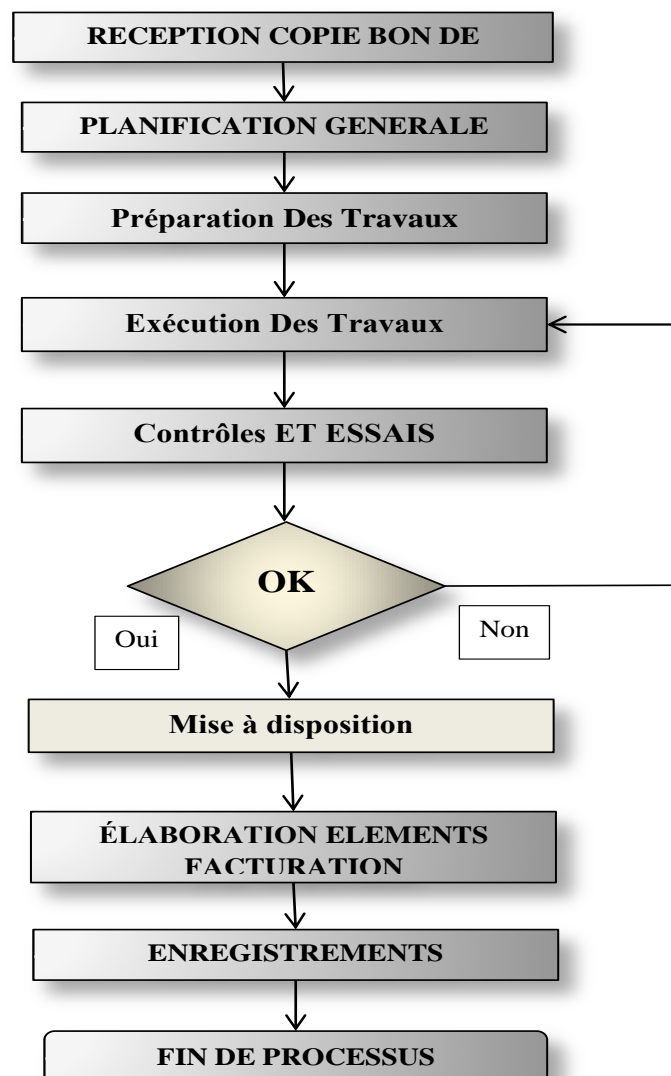 RECEPTION COPIE BON DE
PLANIFICATION GENERALE
Préparation Des Travaux
Exécution Des Travaux
Contrôles ET ESSAIS
OK
Oui
Non
Mise à disposition
ÉLABORATION ELEMENTS
FACTURATION
ENREGISTREMENTS
FIN DE PROCESSUS